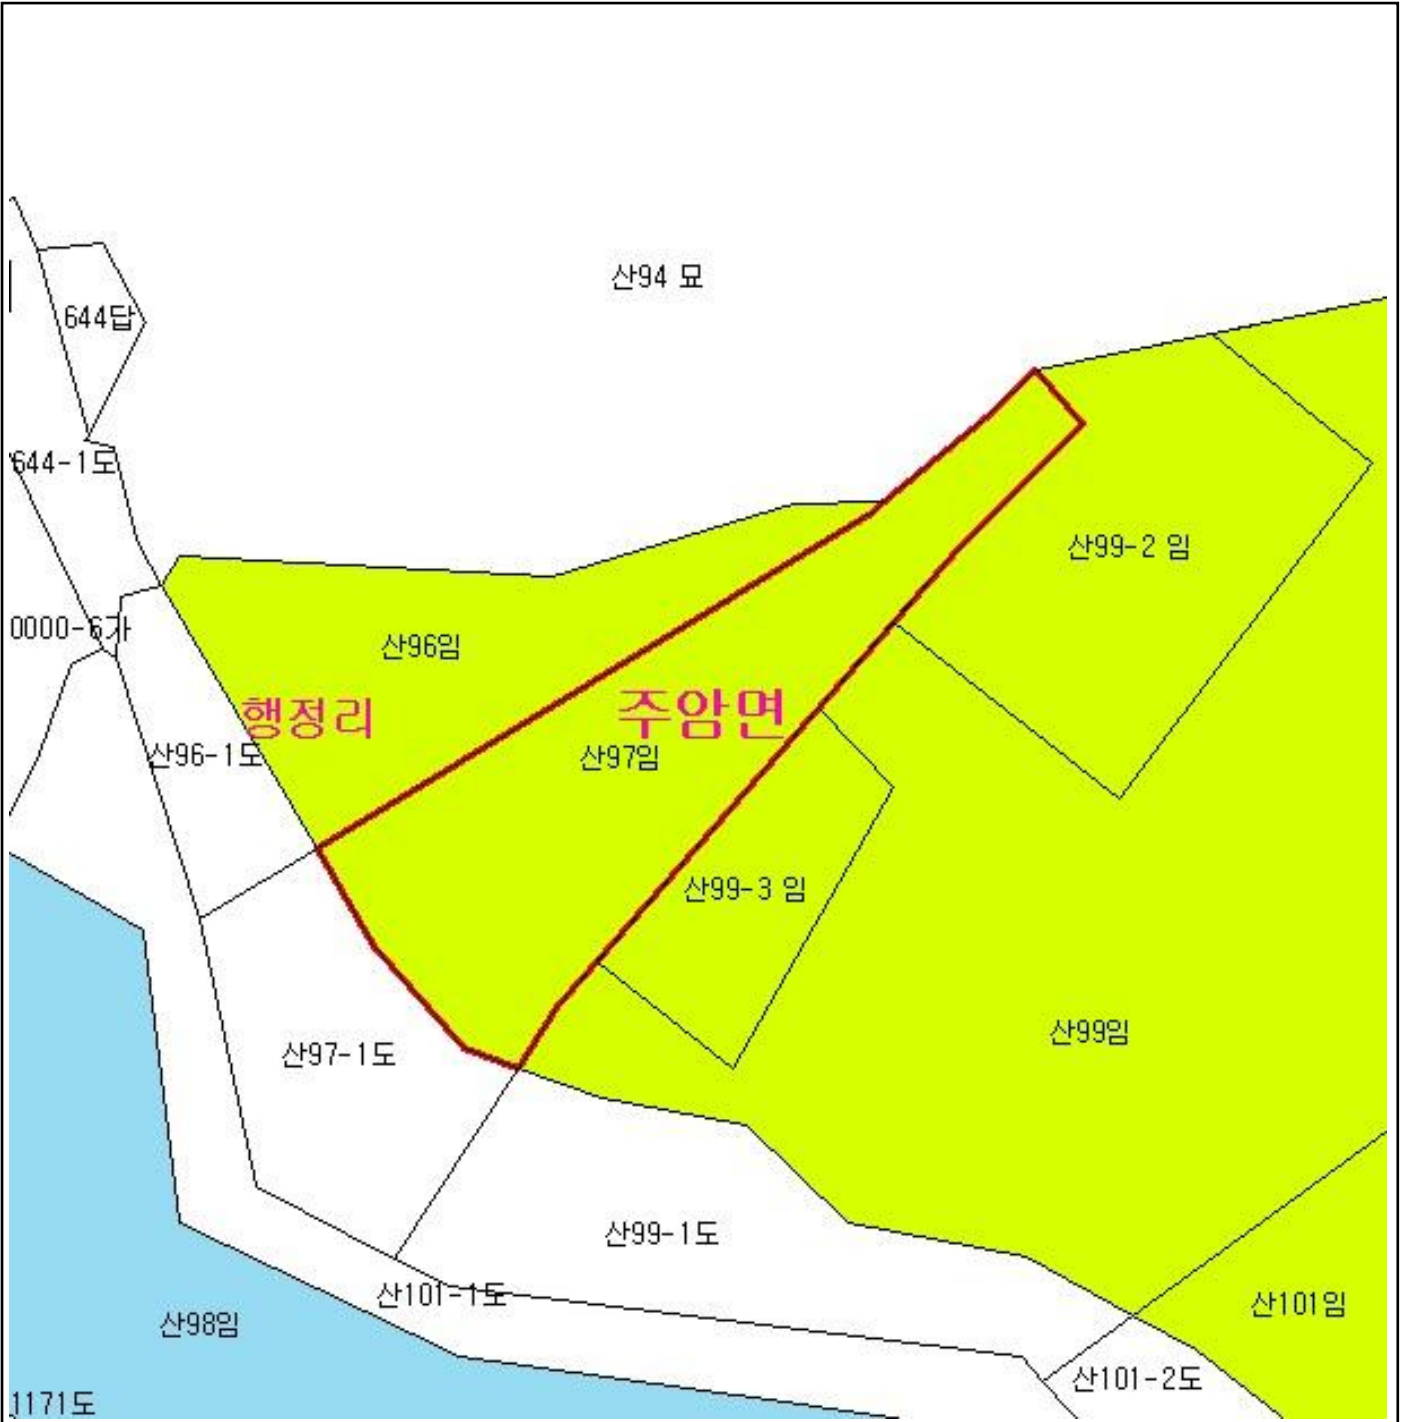 산94 묘
644답
644-1도
산99-2 임
0000-6가
산96임
행정리
주암면
산96-1도
산97임
산99-3 임
산99임
산97-1도
산99-1도
산101-1도
산101임
산98임
산101-2도
1171도